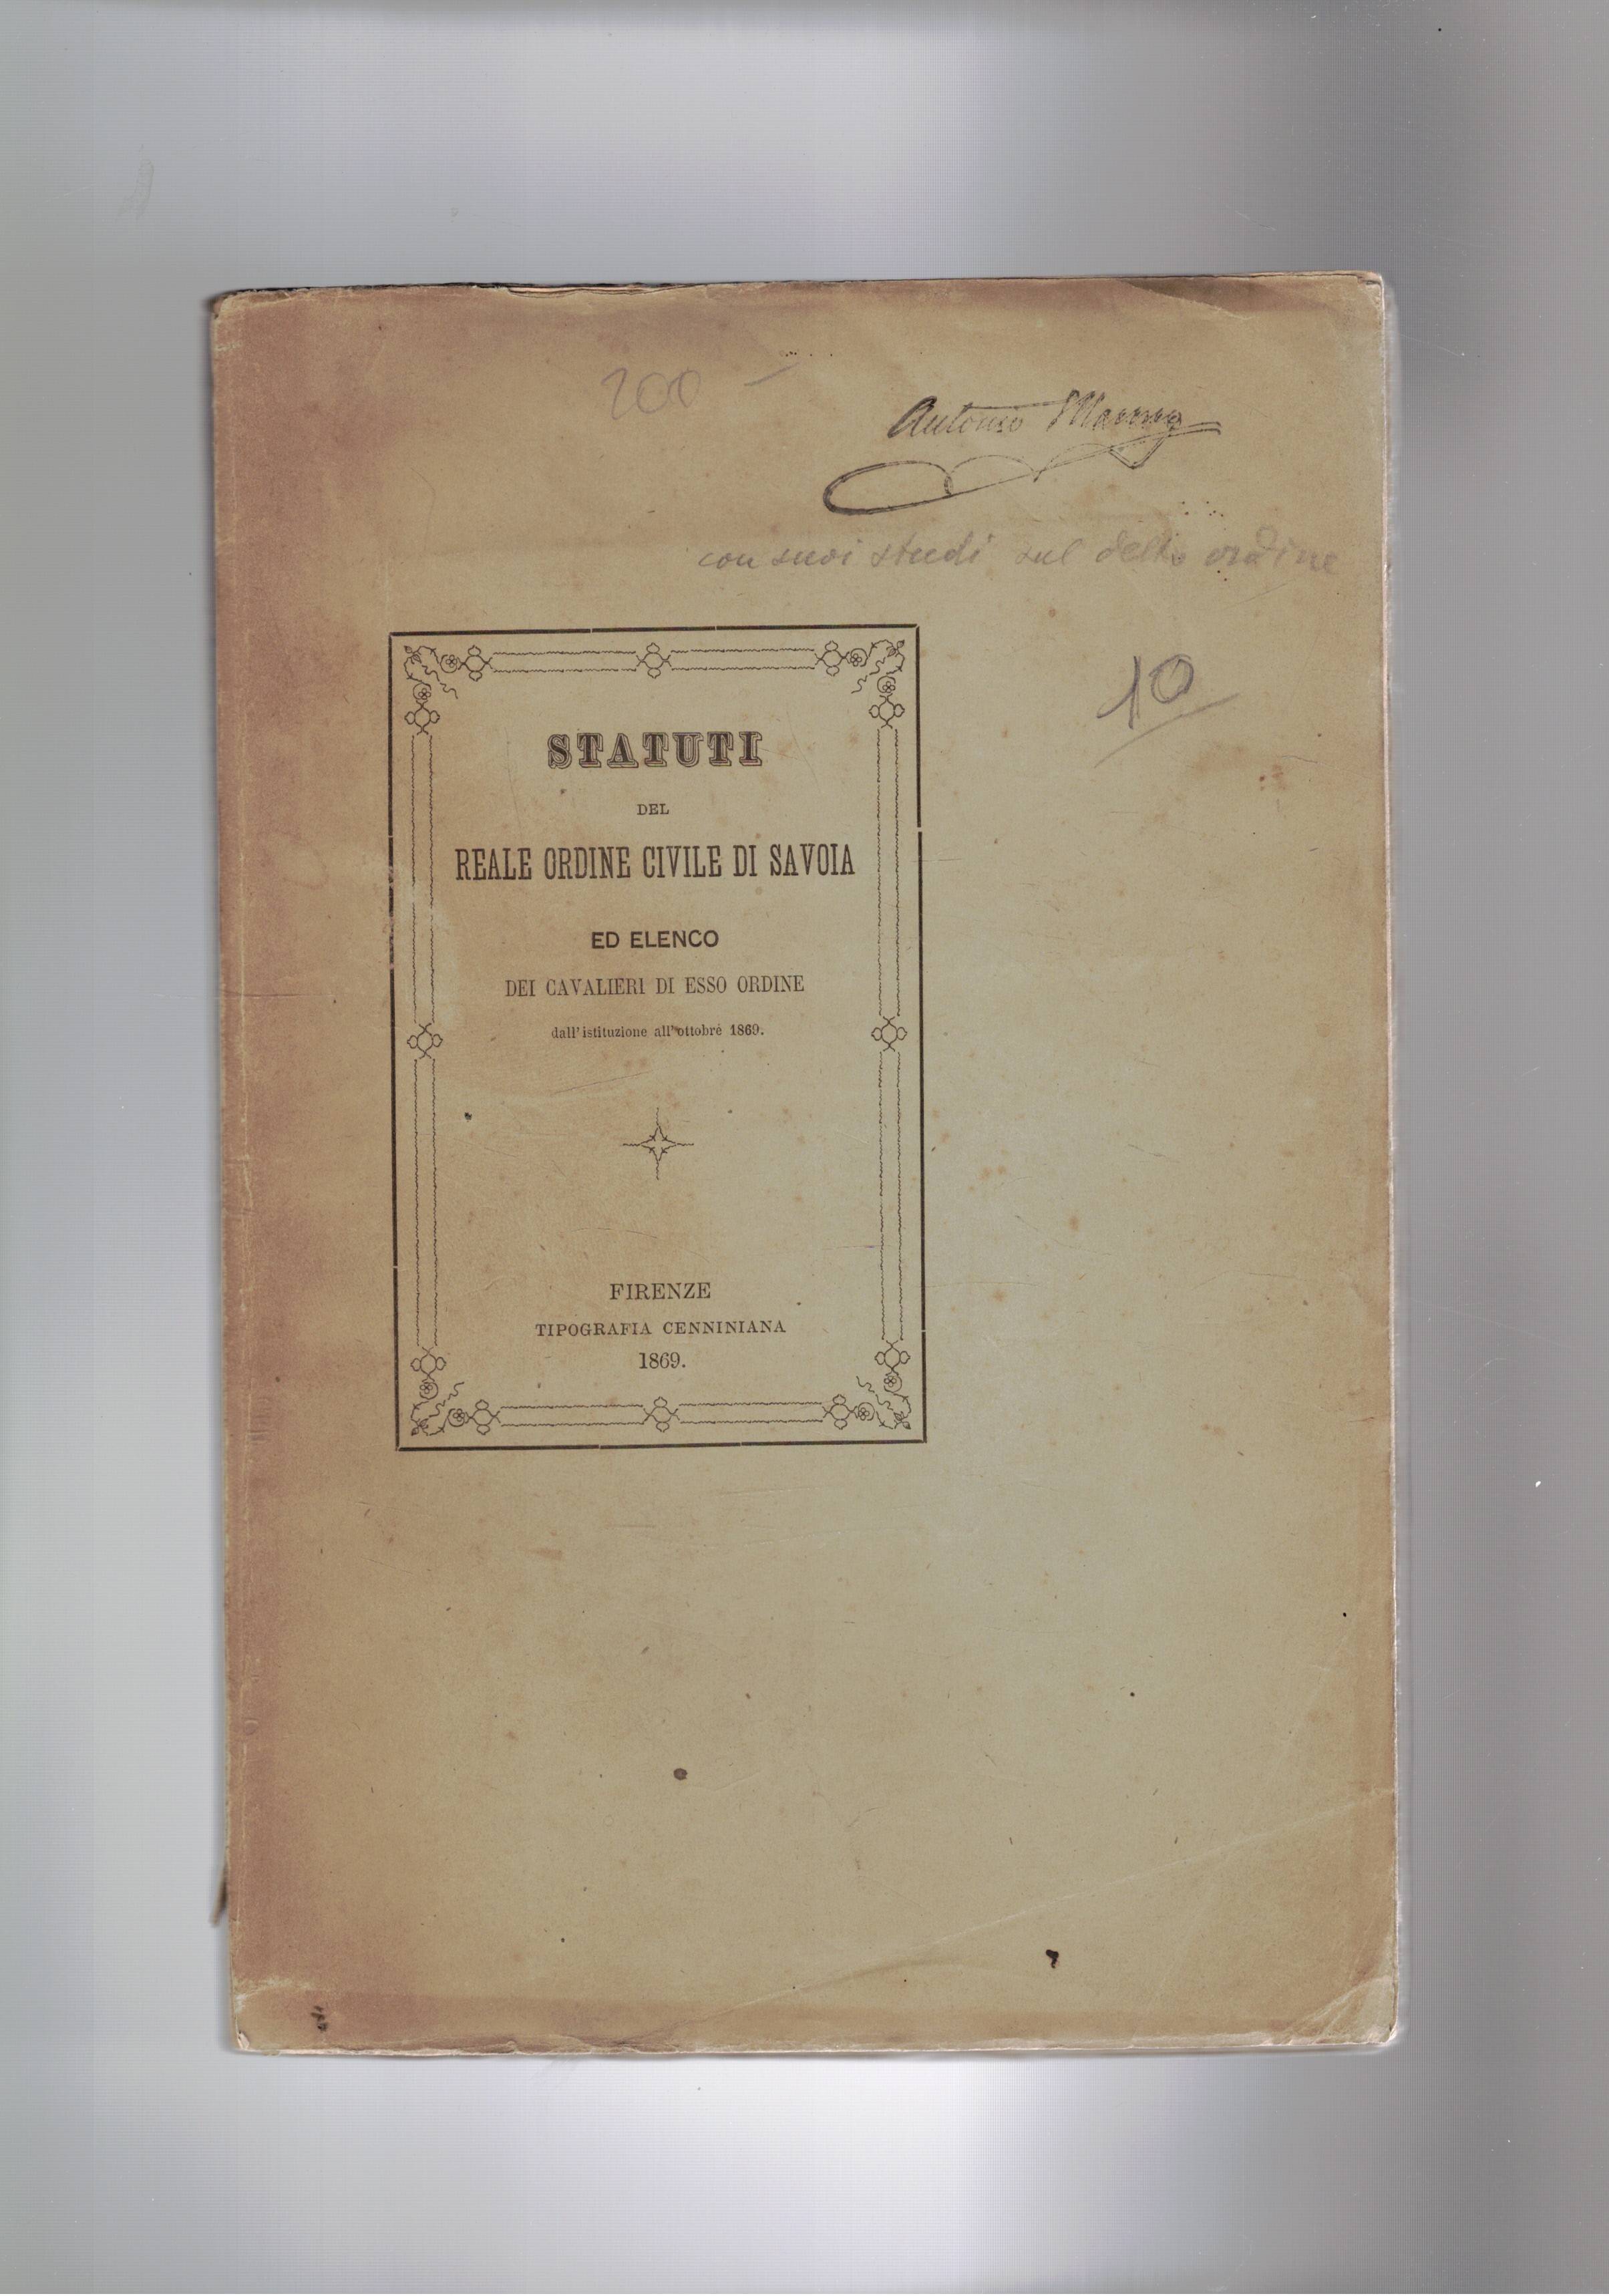 200 —
Antonio Manno
con suoi studi sul detto ordine
10
STATUTI
DEL
REALE ORDINE CIVILE DI SAVOIA
ED ELENCO
DEI CAVALIERI DI ESSO ORDINE
dall'istituzione all'ottobre 1869.
FIRENZE
TIPOGRAFIA CENNINIANA
1869.